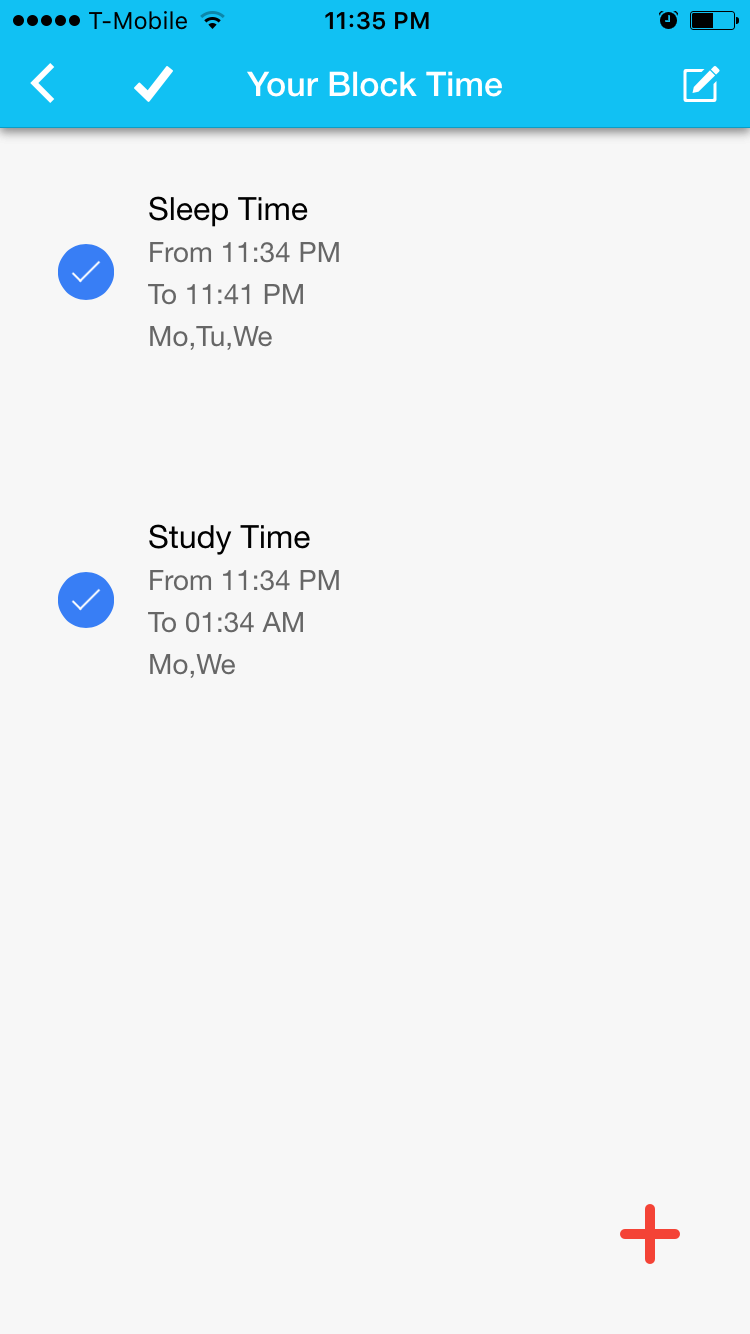 T-Mobile 11:35 PM
Your Block Time
Sleep Time
From 11:34 PM
To 11:41 PM
Mo,Tu,We
Study Time
From 11:34 PM
To 01:34 AM
Mo,We